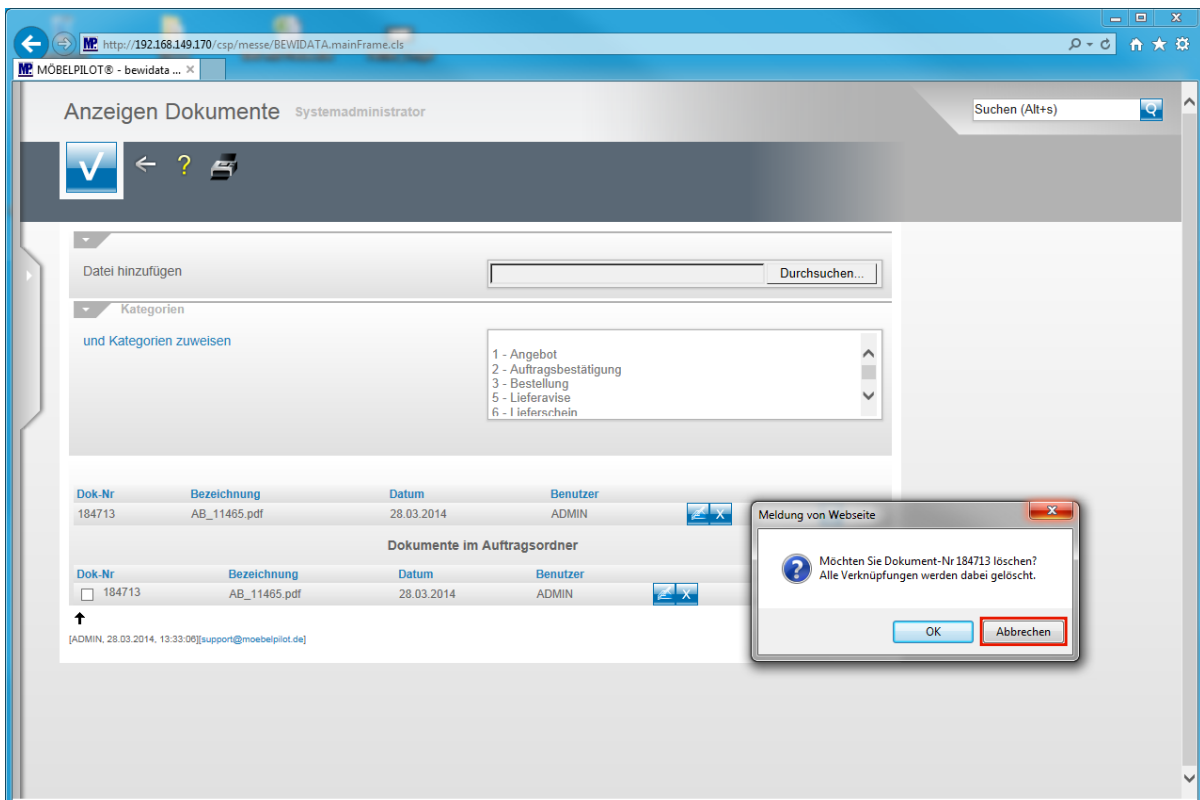 http://192.168.149.170/csp/messe/BEWIDATA.mainFrame.cls
MP MÖBELPILOT® - bewidata ... ×
Anzeigen Dokumente Systemadministrator
Suchen (Alt+s)
Datei hinzufügen
Durchsuchen...
Kategorien
und Kategorien zuweisen
1 - Angebot
2 - Auftragsbestätigung
3 - Bestellung
5 - Lieferavise
6 - Lieferschein
Dok-Nr Bezeichnung Datum Benutzer
184713 AB_11465.pdf 28.03.2014 ADMIN X
Dokumente im Auftragsordner
Dok-Nr Bezeichnung Datum Benutzer
184713 AB_11465.pdf 28.03.2014 ADMIN X
[ADMIN, 28.03.2014, 13:33:06][support@moebelpilot.de]
Meldung von Webseite
Möchten Sie Dokument-Nr 184713 löschen?
Alle Verknüpfungen werden dabei gelöscht.
OK Abbrechen